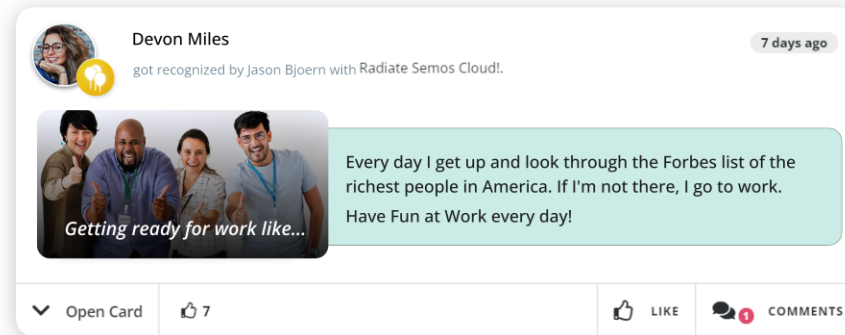 Devon Miles
7 days ago
got recognized by Jason Bjoern with Radiate Semos Cloud!.
Getting ready for work like...
Every day I get up and look through the Forbes list of the
richest people in America. If I'm not there, I go to work.
Have Fun at Work every day!
Open Card
7
LIKE
1
COMMENTS